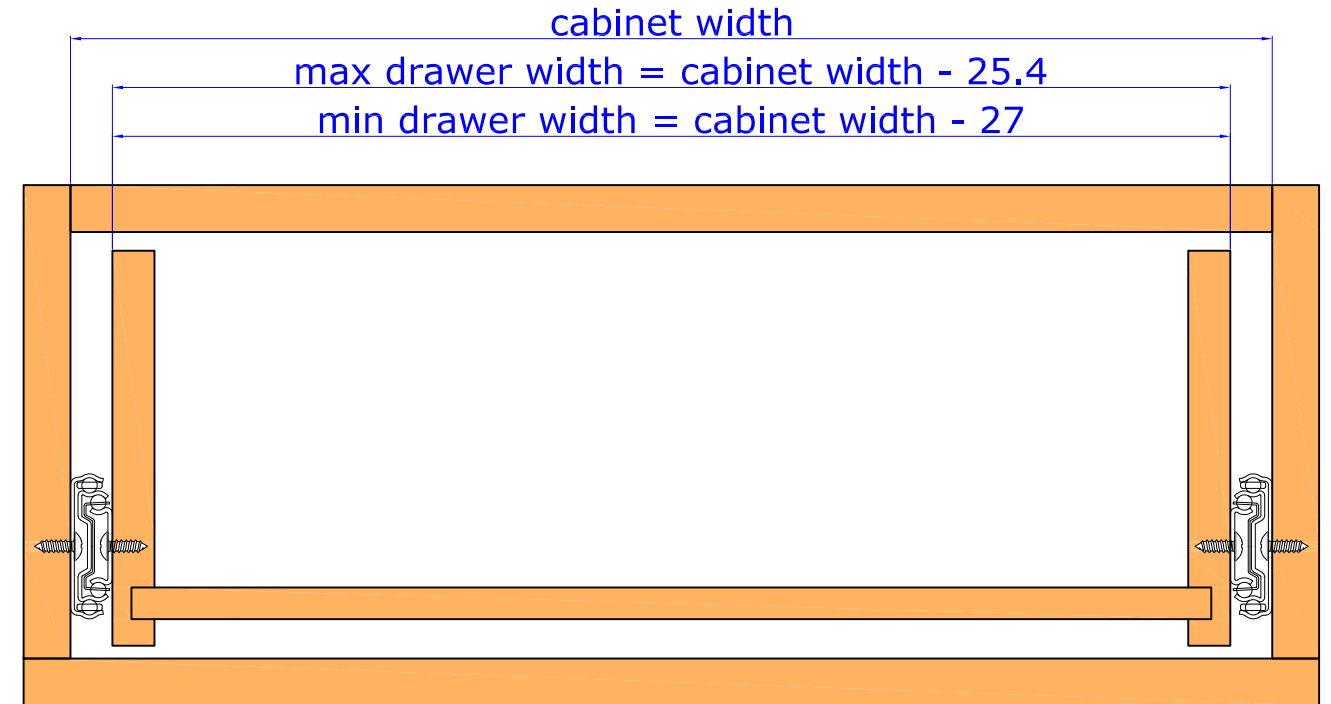 cabinet width
max drawer width = cabinet width - 25.4
min drawer width = cabinet width - 27